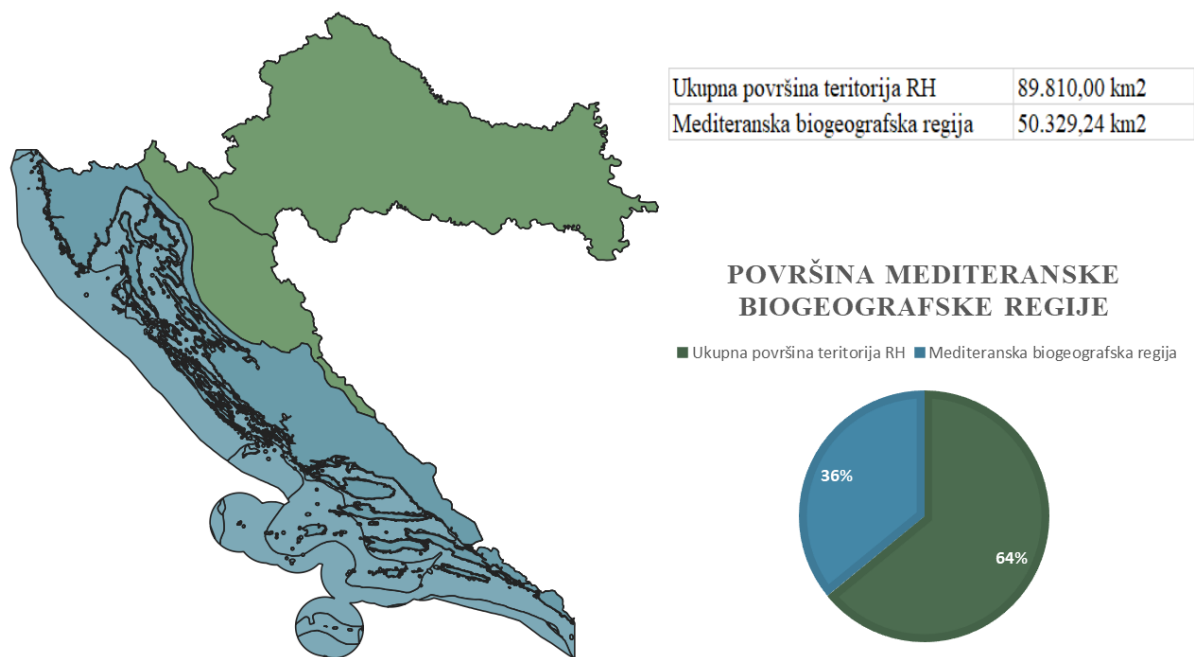 Ukupna površina teritorija RH 89.810,00 km2
Mediteranska biogeografska regija 50.329,24 km2
POVRŠINA MEDITERANSKE
BIOGEOGRAFSKE REGIJE
Ukupna površina teritorija RH Mediteranska biogeografska regija
36%
64%